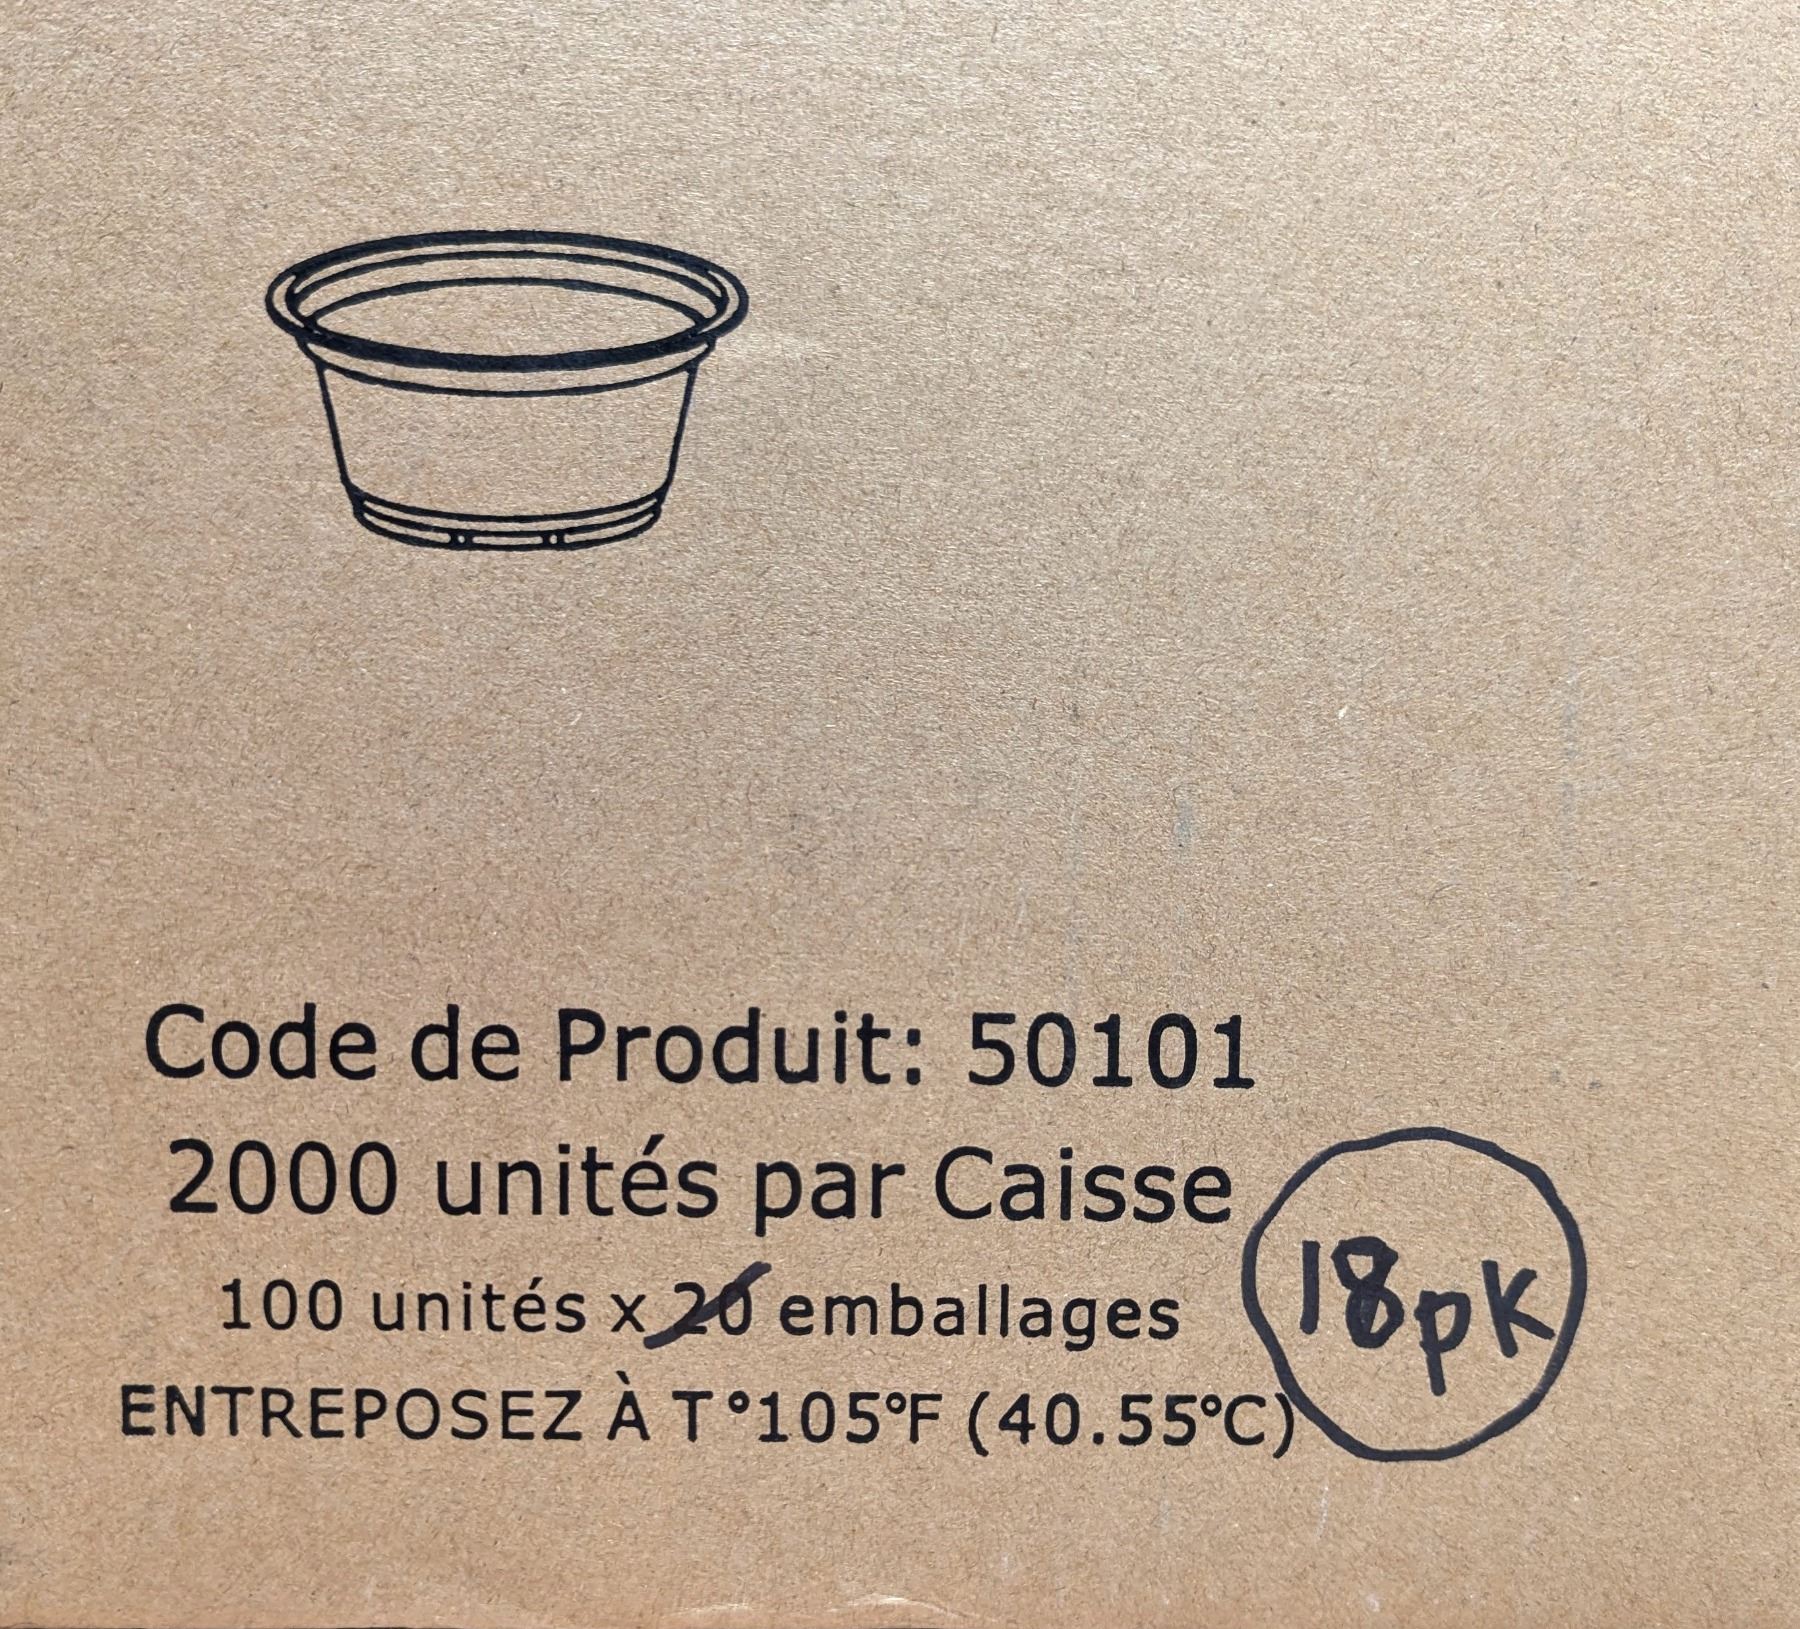 Code de Produit: 50101
2000 unités par Caisse
100 unités x 20 emballages
18pk
ENTREPOSEZ À T°105°F (40.55°C)